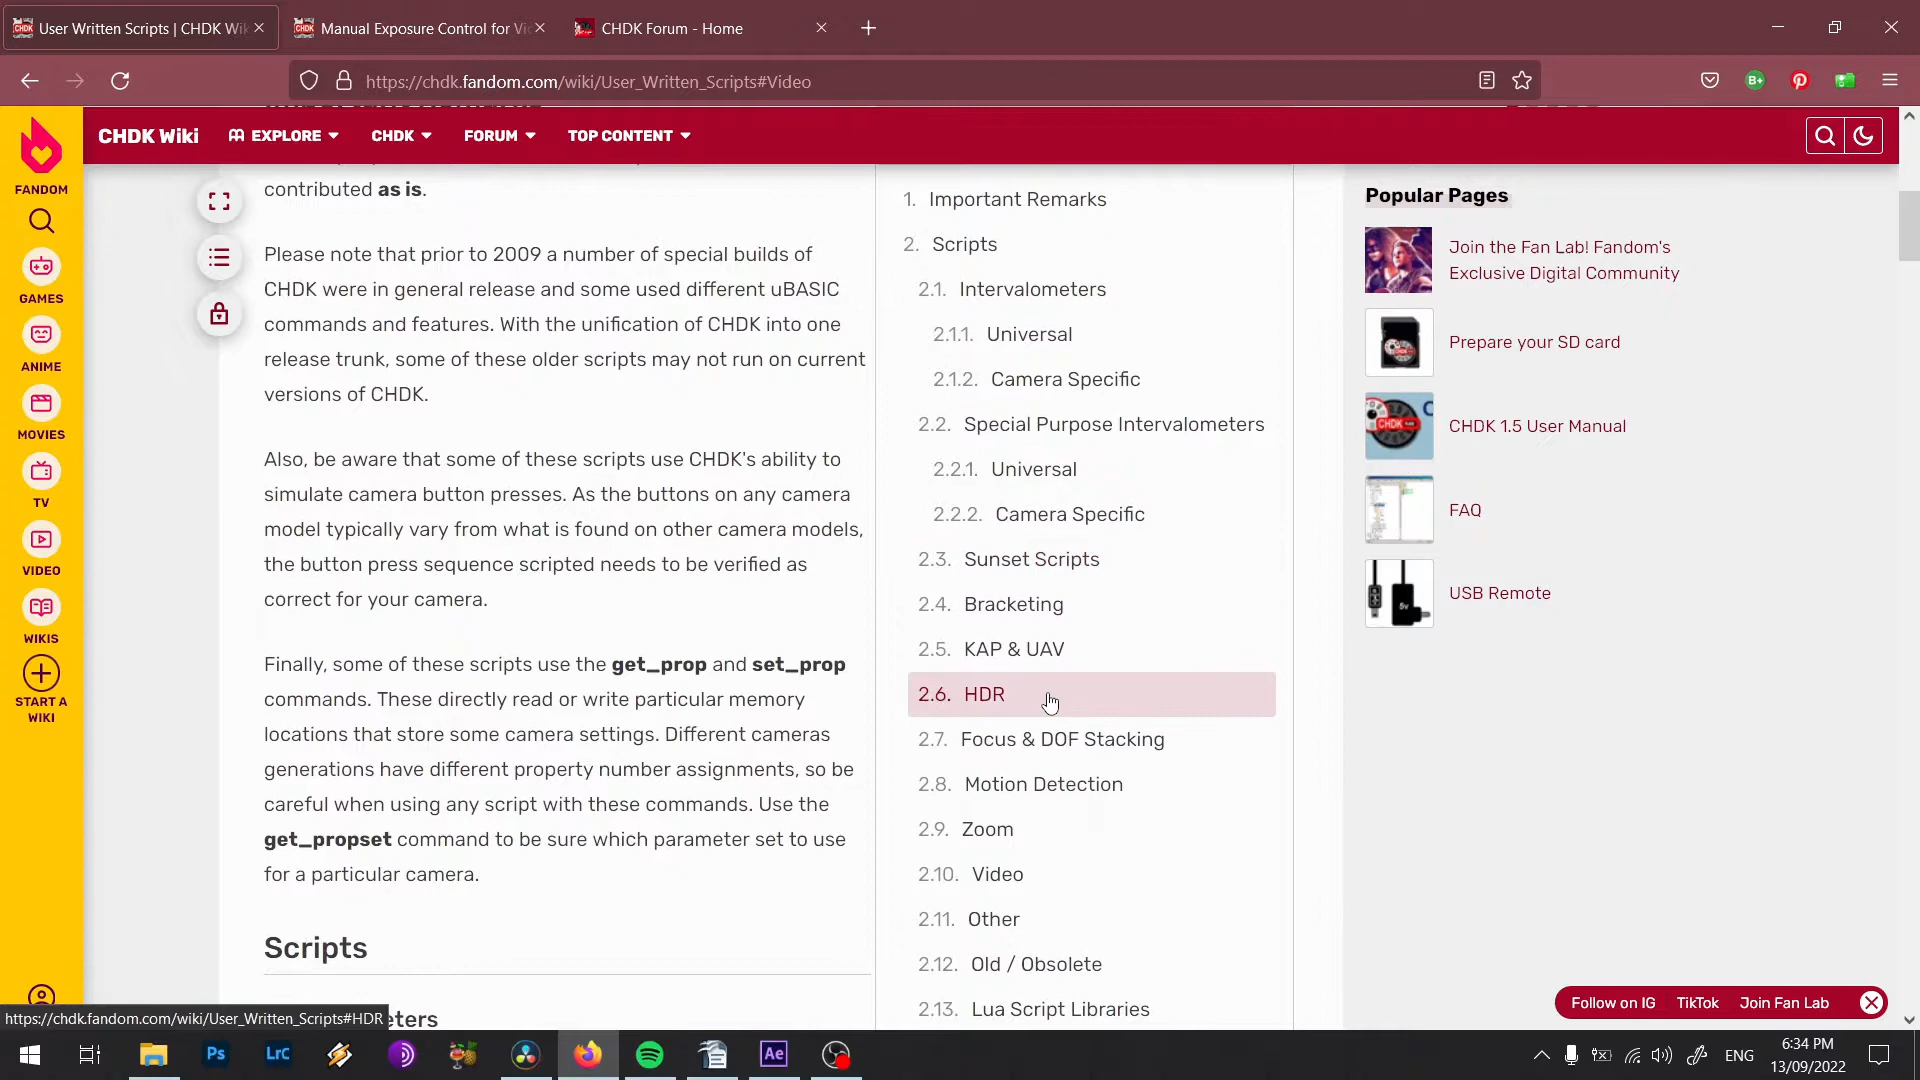 User Written Scripts | CHDK Wik
Manual Exposure Control for Vid
CHDK Forum - Home
https://chdk.fandom.com/wiki/User_Written_Scripts#Video
CHDK Wiki
EXPLORE
CHDK
FORUM
TOP CONTENT
FANDOM
GAMES
ANIME
MOVIES
TV
VIDEO
WIKIS
START A
WIKI
contributed as is.
Please note that prior to 2009 a number of special builds of
CHDK were in general release and some used different uBASIC
commands and features. With the unification of CHDK into one
release trunk, some of these older scripts may not run on current
versions of CHDK.
Also, be aware that some of these scripts use CHDK's ability to
simulate camera button presses. As the buttons on any camera
model typically vary from what is found on other camera models,
the button press sequence scripted needs to be verified as
correct for your camera.
Finally, some of these scripts use the get_prop and set_prop
commands. These directly read or write particular memory
locations that store some camera settings. Different cameras
generations have different property number assignments, so be
careful when using any script with these commands. Use the
get_propset command to be sure which parameter set to use
for a particular camera.
Scripts
eters
1. Important Remarks
2. Scripts
2.1. Intervalometers
2.1.1. Universal
2.1.2. Camera Specific
2.2. Special Purpose Intervalometers
2.2.1. Universal
2.2.2. Camera Specific
2.3. Sunset Scripts
2.4. Bracketing
2.5. KAP & UAV
2.6. HDR
2.7. Focus & DOF Stacking
2.8. Motion Detection
2.9. Zoom
2.10. Video
2.11. Other
2.12. Old / Obsolete
2.13. Lua Script Libraries
Popular Pages
Join the Fan Lab! Fandom's
Exclusive Digital Community
Prepare your SD card
CHDK 1.5 User Manual
FAQ
USB Remote
Follow on IG TikTok Join Fan Lab
https://chdk.fandom.com/wiki/User_Written_Scripts#HDR
Ps
LrC
Ae
ENG
6:34 PM
13/09/2022